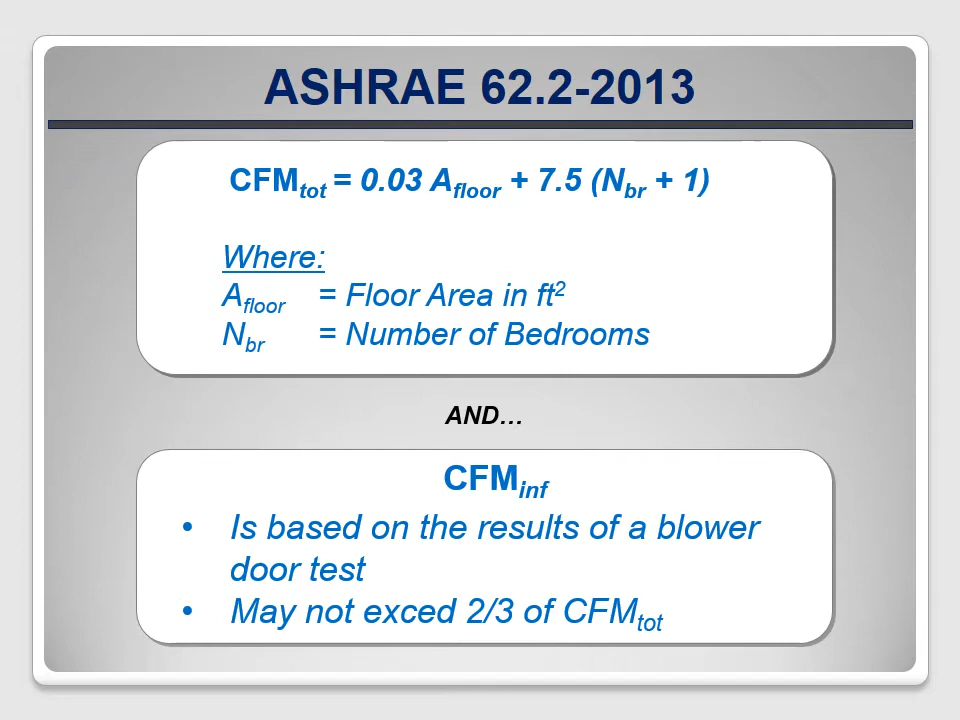 ASHRAE 62.2-2013
CFMtot = 0.03 Afloor + 7.5 (Nbr + 1)
Where:
Afloor = Floor Area in ft2
Nbr = Number of Bedrooms
AND…
CFMinf
• Is based on the results of a blower
door test
• May not exced 2/3 of CFMtot